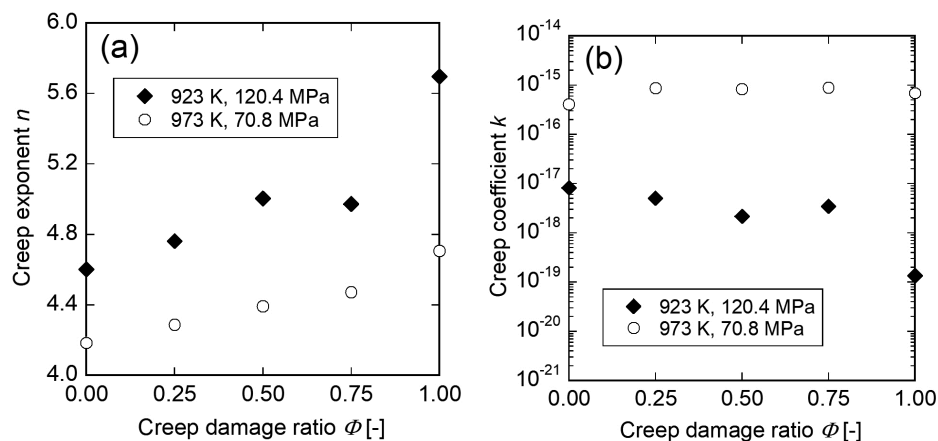 (a)
Creep exponent n
6.0
5.6
5.2
4.8
4.4
4.0
923 K, 120.4 MPa
973 K, 70.8 MPa
0.00 0.25 0.50 0.75 1.00
Creep damage ratio Φ [-]
(b)
Creep coefficient k
10⁻¹⁴
10⁻¹⁵
10⁻¹⁶
10⁻¹⁷
10⁻¹⁸
10⁻¹⁹
10⁻²⁰
10⁻²¹
923 K, 120.4 MPa
973 K, 70.8 MPa
0.00 0.25 0.50 0.75 1.00
Creep damage ratio Φ [-]